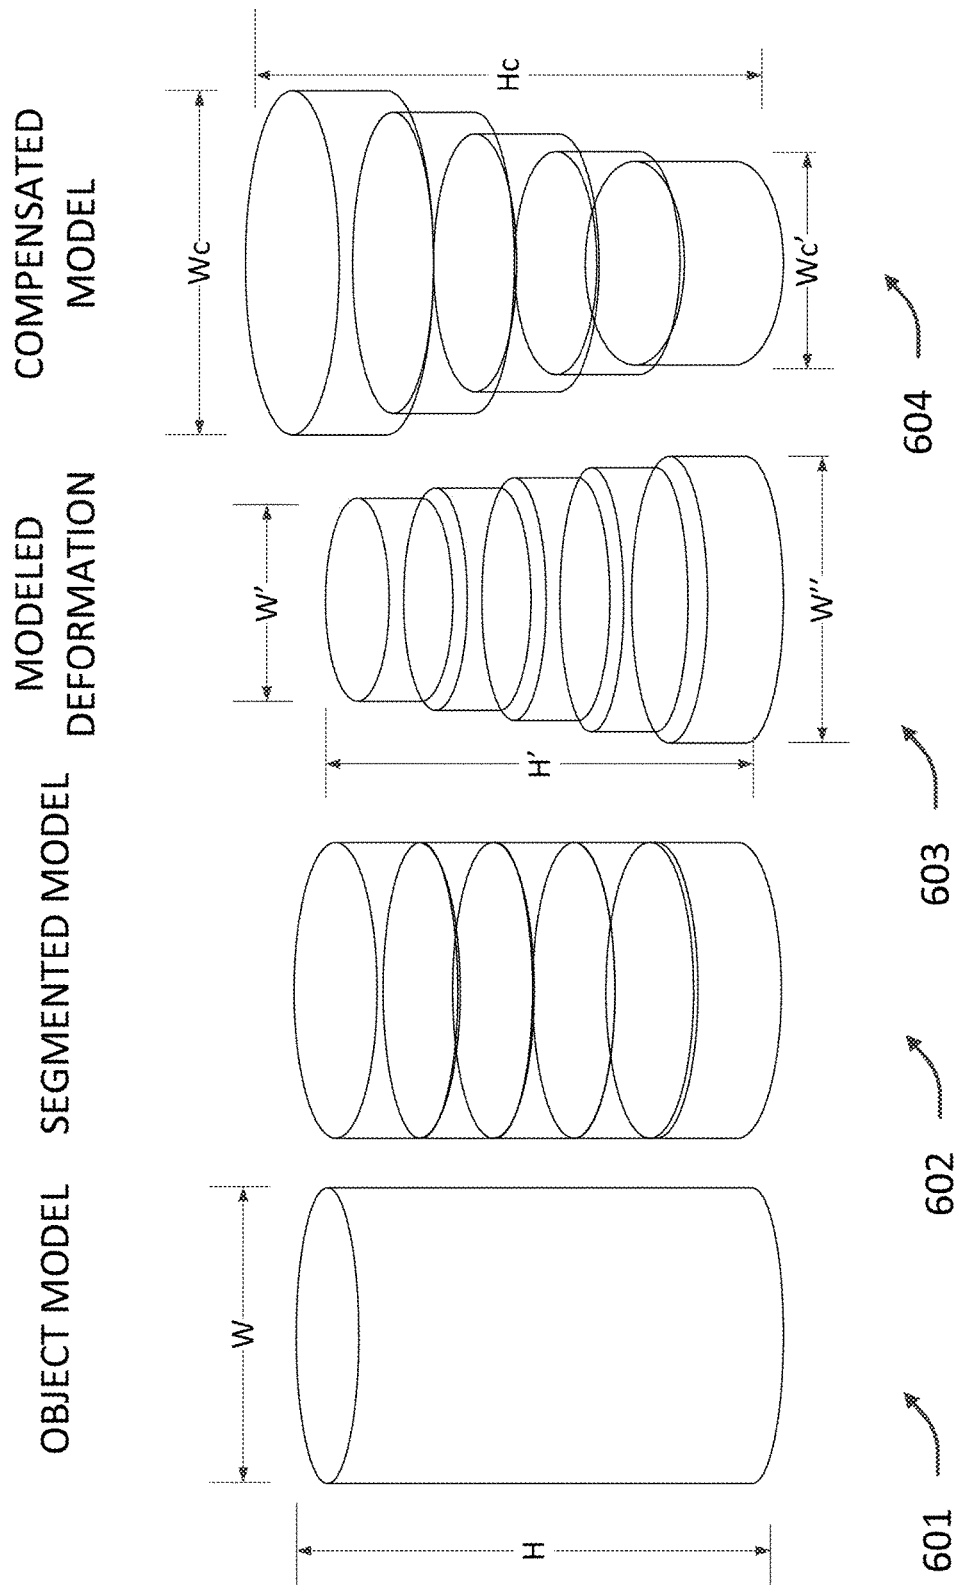 OBJECT MODEL
SEGMENTED MODEL
MODELED
DEFORMATION
COMPENSATED
MODEL
H
W
H'
W'
W''
Wc
Hc
Wc'
601
602
603
604